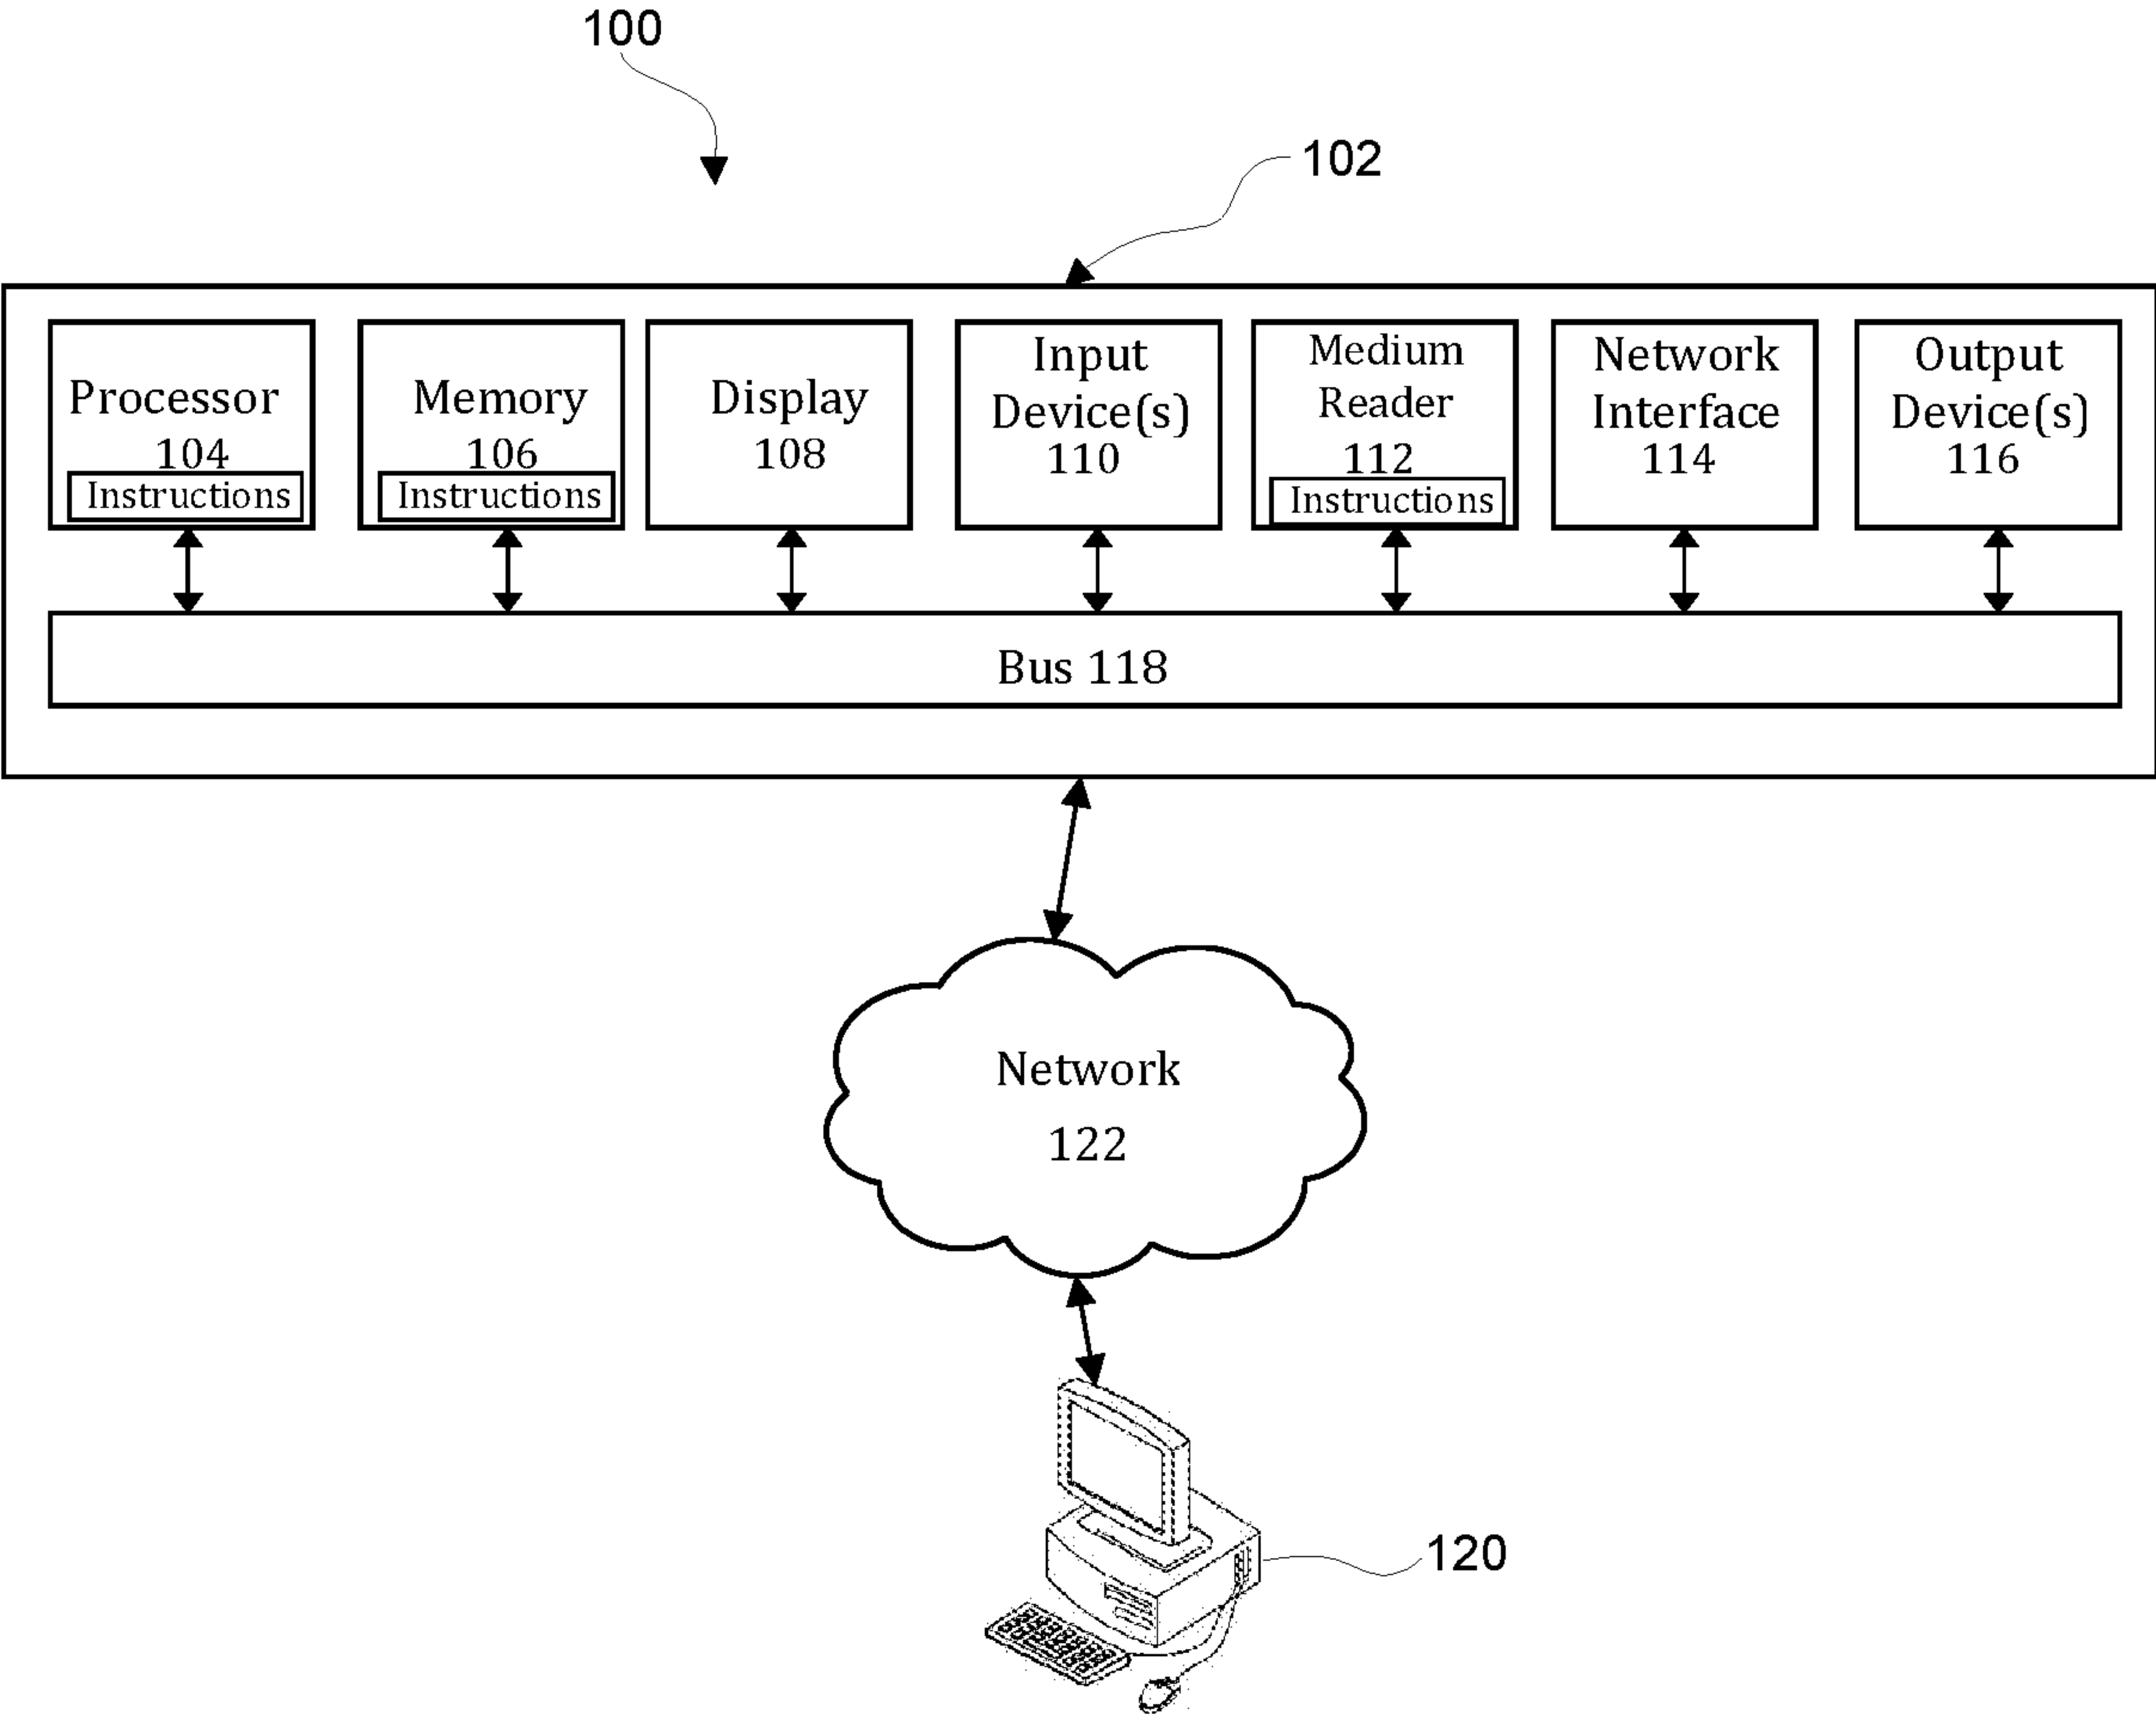 100
102
Processor
104
Instructions
Memory
106
Instructions
Display
108
Input
Device(s)
110
Medium
Reader
112
Instructions
Network
Interface
114
Output
Device(s)
116
Bus 118
Network
122
120